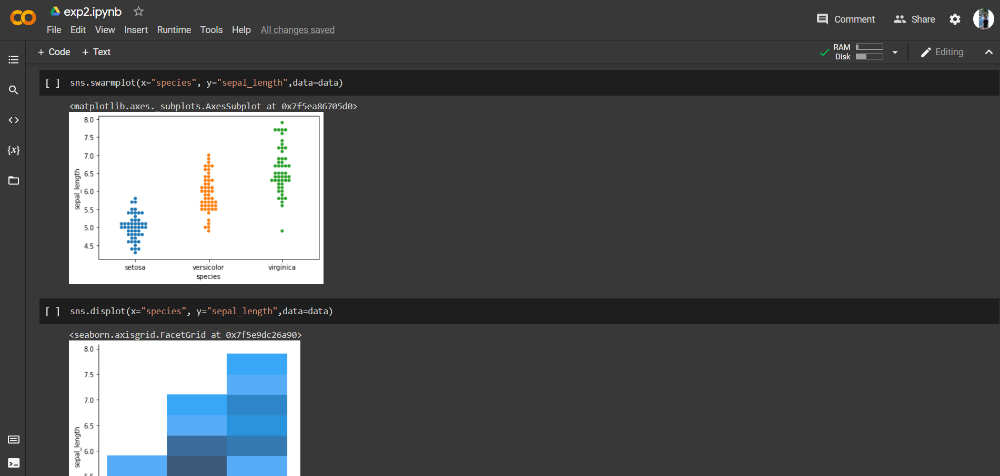 exp2.ipynb
File Edit View Insert Runtime Tools Help All changes saved
Comment Share
+ Code + Text
RAM
Disk
Editing
{x}
[ ] sns.swarmplot(x="species", y="sepal_length",data=data)
<matplotlib.axes._subplots.AxesSubplot at 0x7f5ea86705d0>
8.0
7.5
7.0
6.5
6.0
5.5
5.0
4.5
sepal_length
setosa versicolor virginica
species
[ ] sns.displot(x="species", y="sepal_length",data=data)
<seaborn.axisgrid.FacetGrid at 0x7f5e9dc26a90>
8.0
7.5
7.0
6.5
6.0
5.5
sepal_length